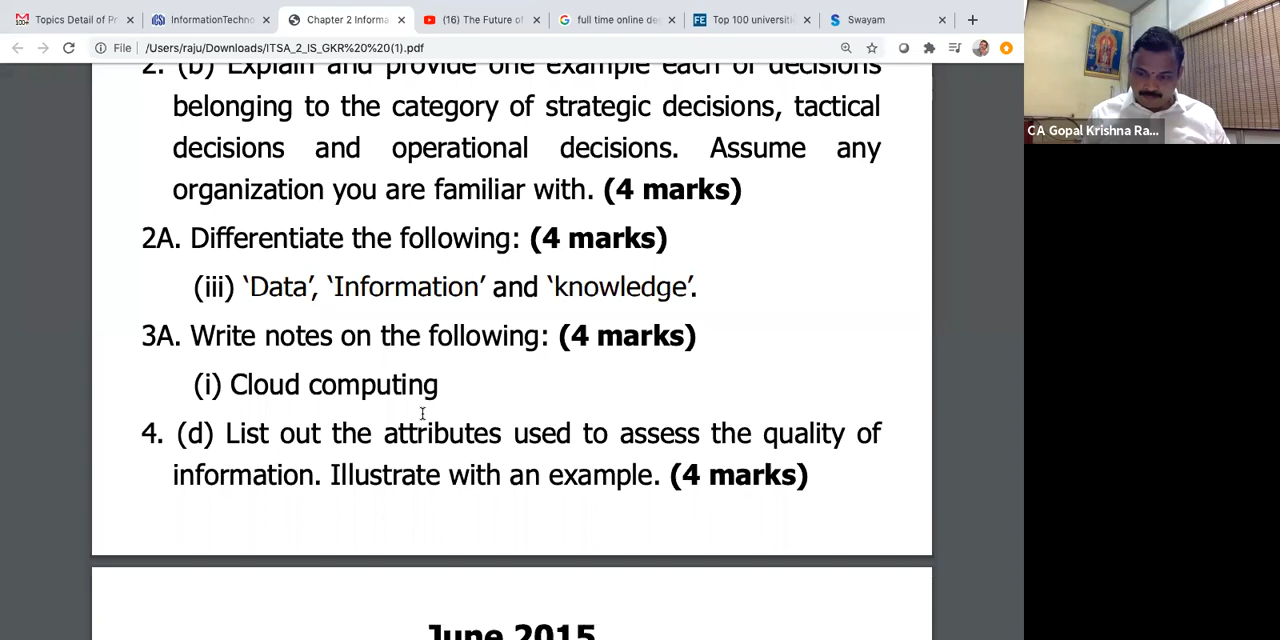 Topics Detail of Pr
InformationTechno
Chapter 2 Informa
(16) The Future of
full time online de
Top 100 universiti
Swayam
File
/Users/raju/Downloads/ITSA_2_IS_GKR%20%20(1).pdf
2. (b) Explain and provide one example each of decisions
belonging to the category of strategic decisions, tactical
decisions and operational decisions. Assume any
organization you are familiar with. (4 marks)
2A. Differentiate the following: (4 marks)
(iii) ‘Data’, ‘Information’ and ‘knowledge’.
3A. Write notes on the following: (4 marks)
(i) Cloud computing
4. (d) List out the attributes used to assess the quality of
information. Illustrate with an example. (4 marks)
June 2015
C A Gopal Krishna Ra...